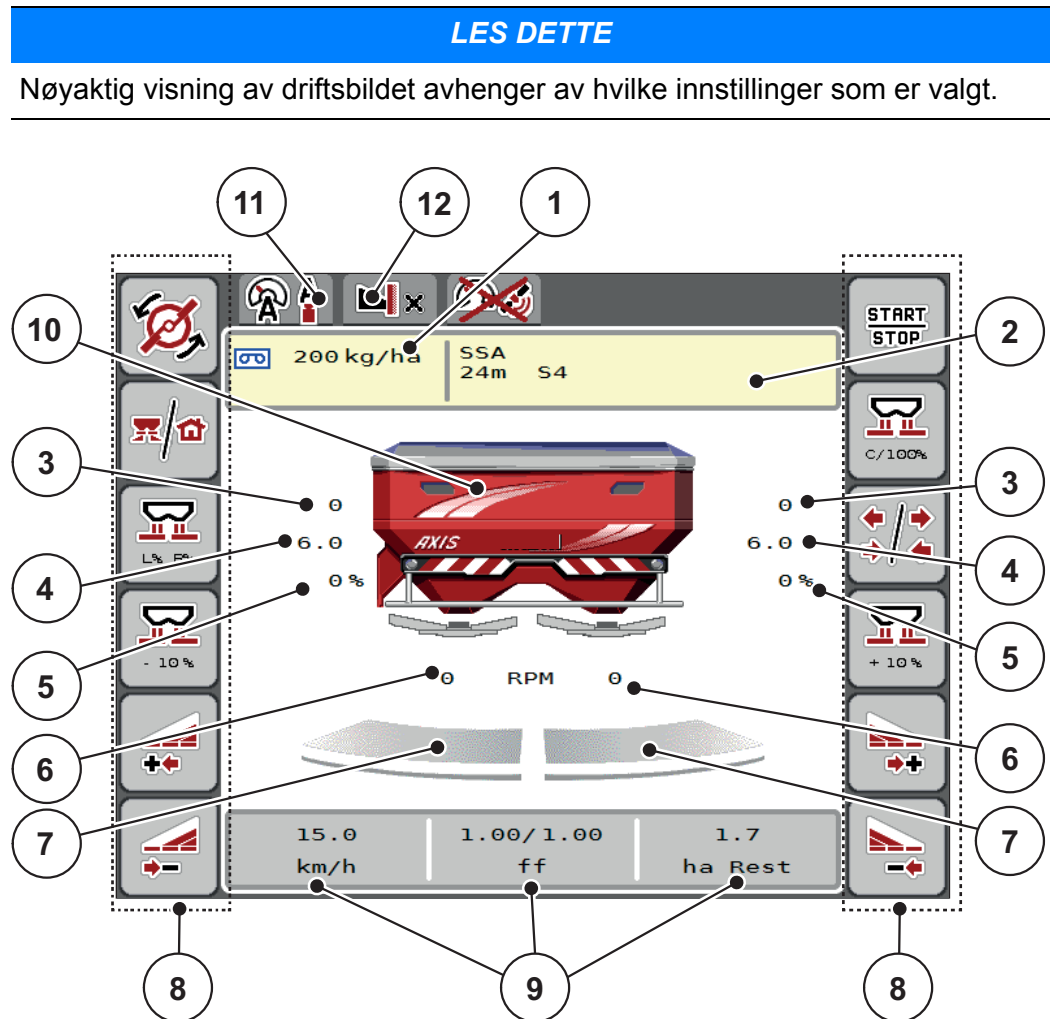 LES DETTE
Nøyaktig visning av driftsbildet avhenger av hvilke innstillinger som er valgt.
11 12 1
A
10
200 kg/ha
SSA
24m S4
START
STOP
2
C/100%
3
0
0
3
4
6.0
AXIS
6.0
4
L% R%
0%
0%
5
5
- 10%
+ 10%
0 RPM 0
6
6
7
7
15.0
km/h
1.00/1.00
ff
1.7
ha Rest
8
9
8